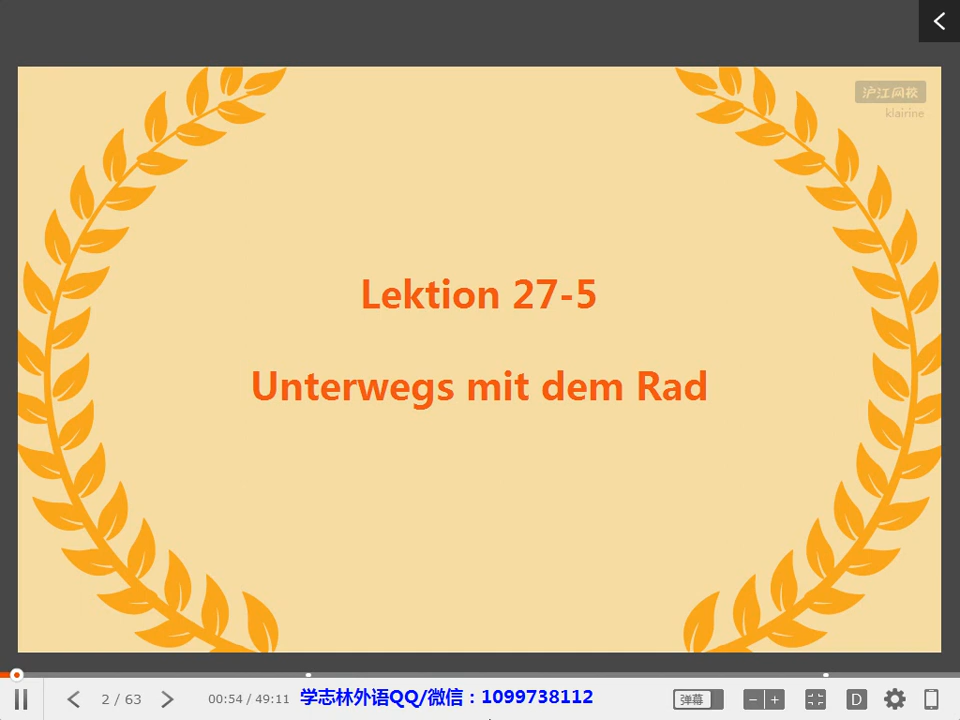 沪江网校
klairine
Lektion 27-5
Unterwegs mit dem Rad
2 / 63
00:54 / 49:11
学志林外语QQ/微信：1099738112
弹幕
D